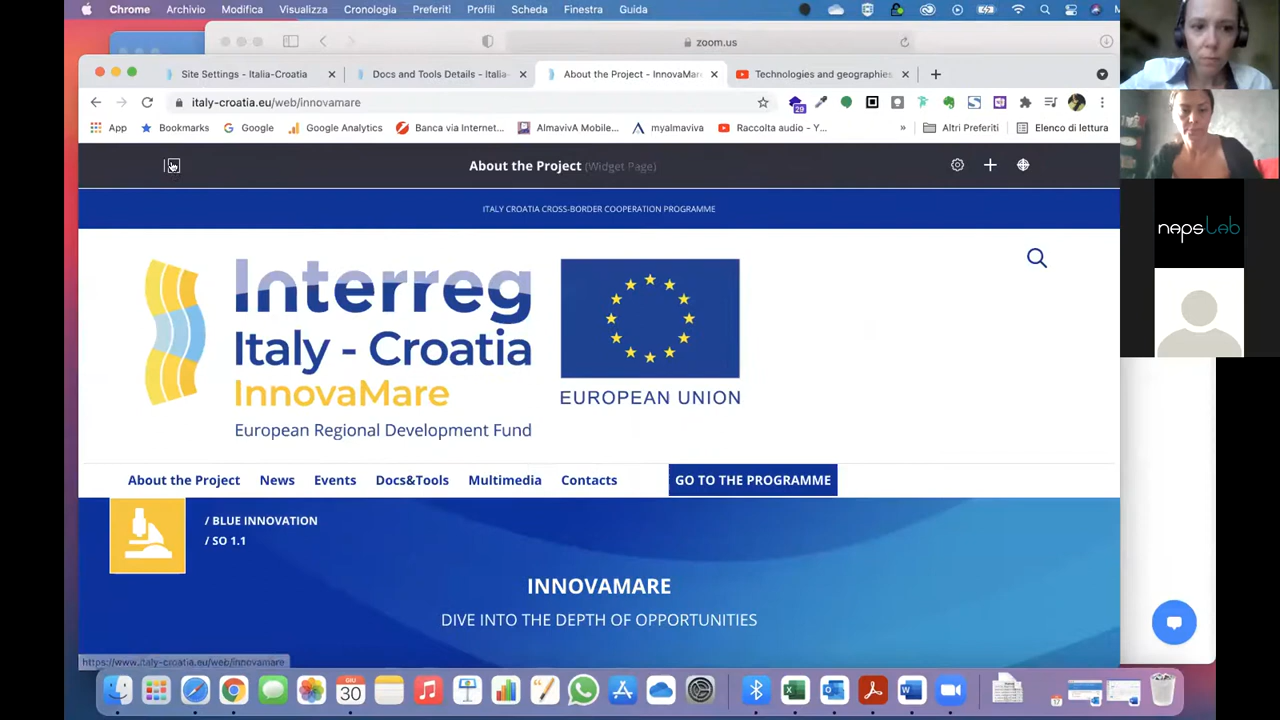 Chrome Archivio Modifica Visualizza Cronologia Preferiti Profili Scheda Finestra Guida
zoom.us
Site Settings - Italia-Croatia
Docs and Tools Details - Italia-
About the Project - InnovaMar
Technologies and geographies
italy-croatia.eu/web/innovamare
29
App Bookmarks Google Google Analytics Banca via Internet... AlmavivA Mobile... myalmaviva Raccolta audio - Y... » Altri Preferiti Elenco di lettura
About the Project (Widget Page)
ITALY CROATIA CROSS-BORDER COOPERATION PROGRAMME
Interreg
Italy - Croatia
InnovaMare
European Regional Development Fund
EUROPEAN UNION
napslab
About the Project News Events Docs&Tools Multimedia Contacts GO TO THE PROGRAMME
/ BLUE INNOVATION
/ SO 1.1
INNOVAMARE
DIVE INTO THE DEPTH OF OPPORTUNITIES
https://www.italy-croatia.eu/web/innovamare
GIU
30